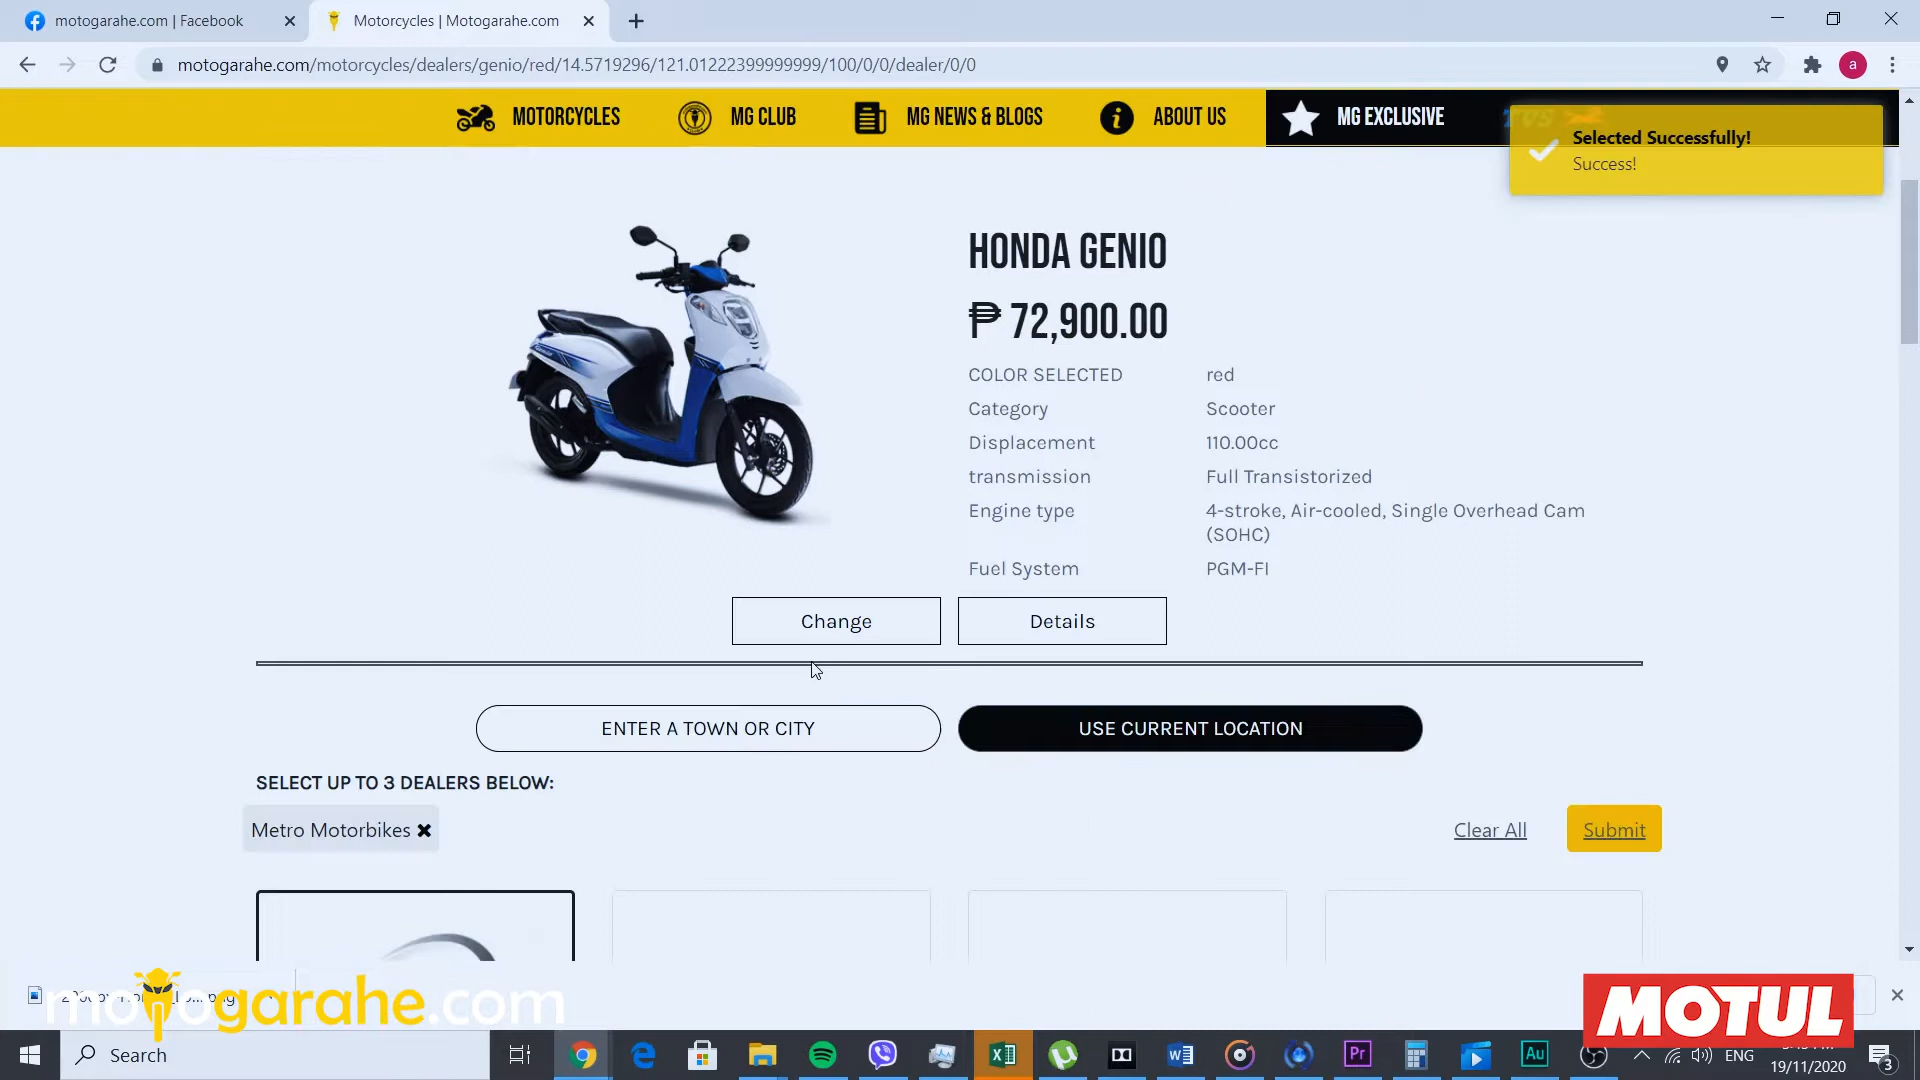 motogarahe.com | Facebook
Motorcycles | Motogarahe.com
motogarahe.com/motorcycles/dealers/genio/red/14.5719296/121.01222399999999/100/0/0/dealer/0/0
a
MOTORCYCLES
MG CLUB
MG NEWS & BLOGS
ABOUT US
MG EXCLUSIVE
TVS
Selected Successfully!
Success!
HONDA GENIO
₱ 72,900.00
COLOR SELECTED red
Category Scooter
Displacement 110.00cc
transmission Full Transistorized
Engine type 4-stroke, Air-cooled, Single Overhead Cam
(SOHC)
Fuel System PGM-FI
Change
Details
ENTER A TOWN OR CITY
USE CURRENT LOCATION
SELECT UP TO 3 DEALERS BELOW:
Metro Motorbikes
Clear All
Submit
motogarahe.com
MOTUL
Search
Pr
Au
ENG
19/11/2020
3